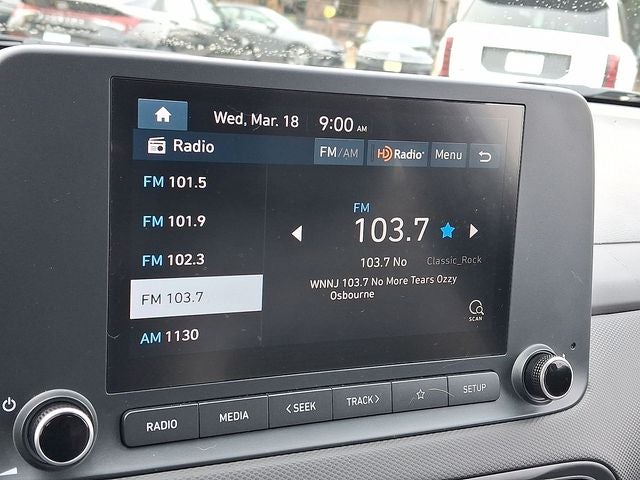 Wed, Mar. 18 9:00 AM
Radio FM/AM HD Radio Menu
FM 101.5
FM 101.9
FM 102.3
FM 103.7
AM 1130
FM
103.7
103.7 No Classic_Rock
WNNJ 103.7 No More Tears Ozzy
Osbourne
SCAN
RADIO MEDIA < SEEK TRACK > SETUP